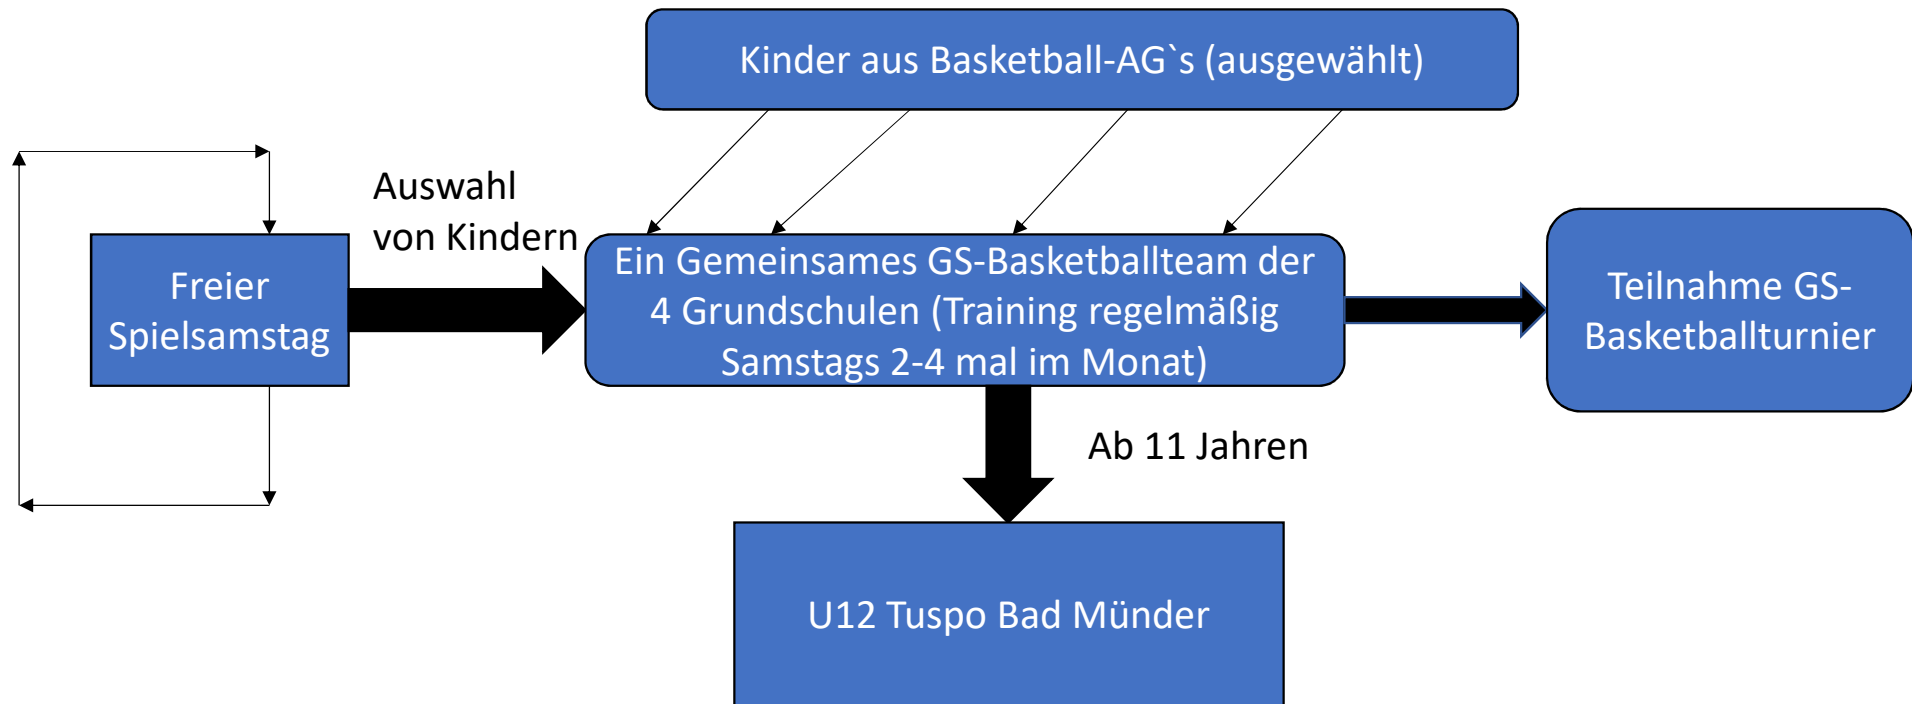 Kinder aus Basketball-AG`s (ausgewählt)
Auswahl
von Kindern
Freier
Spielsamstag
Ein Gemeinsames GS-Basketballteam der
4 Grundschulen (Training regelmäßig
Samstags 2-4 mal im Monat)
Teilnahme GS-
Basketballturnier
Ab 11 Jahren
U12 Tuspo Bad Münder